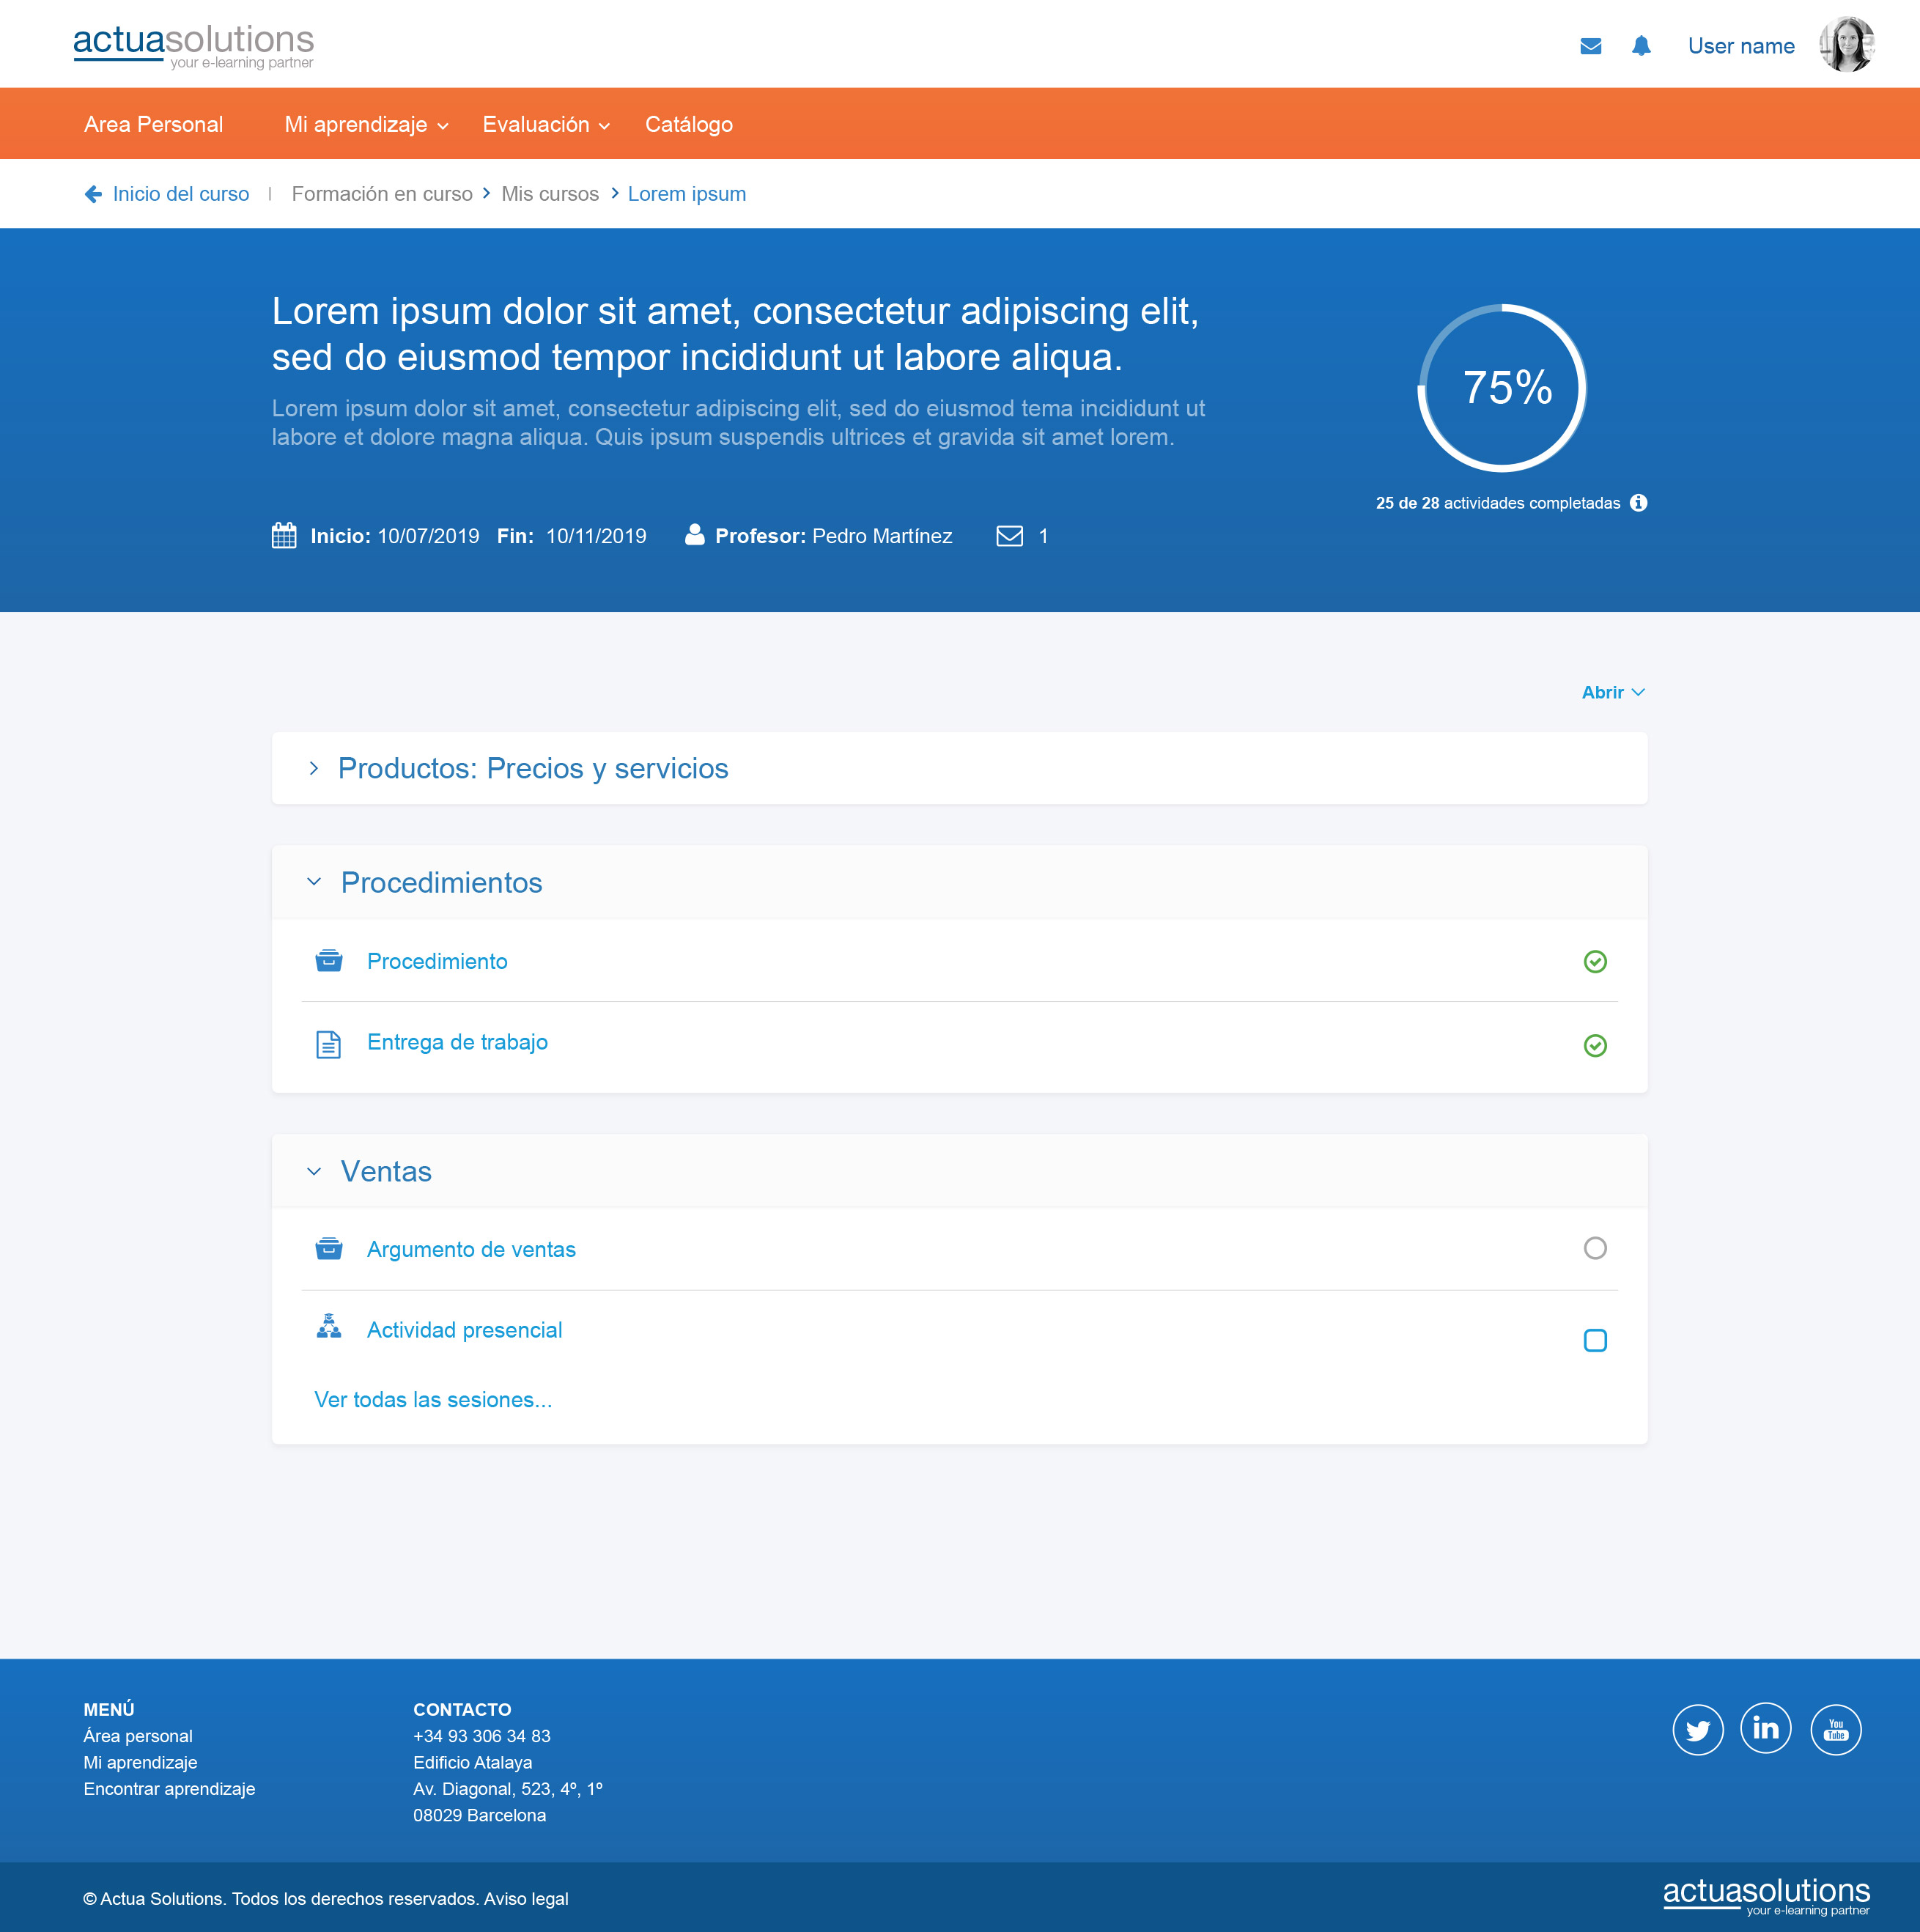 actuasolutions
your e-learning partner
User name
Area Personal Mi aprendizaje Evaluación Catálogo
Inicio del curso | Formación en curso Mis cursos Lorem ipsum
Lorem ipsum dolor sit amet, consectetur adipiscing elit,
sed do eiusmod tempor incididunt ut labore aliqua.
Lorem ipsum dolor sit amet, consectetur adipiscing elit, sed do eiusmod tema incididunt ut
labore et dolore magna aliqua. Quis ipsum suspendis ultrices et gravida sit amet lorem.
75%
25 de 28 actividades completadas
Inicio: 10/07/2019 Fin: 10/11/2019 Profesor: Pedro Martínez 1
Abrir
Productos: Precios y servicios
Procedimientos
Procedimiento
Entrega de trabajo
Ventas
Argumento de ventas
Actividad presencial
Ver todas las sesiones...
MENÚ
Área personal
Mi aprendizaje
Encontrar aprendizaje
CONTACTO
+34 93 306 34 83
Edificio Atalaya
Av. Diagonal, 523, 4º, 1º
08029 Barcelona
in
You
Tube
© Actua Solutions. Todos los derechos reservados. Aviso legal
actuasolutions
your e-learning partner